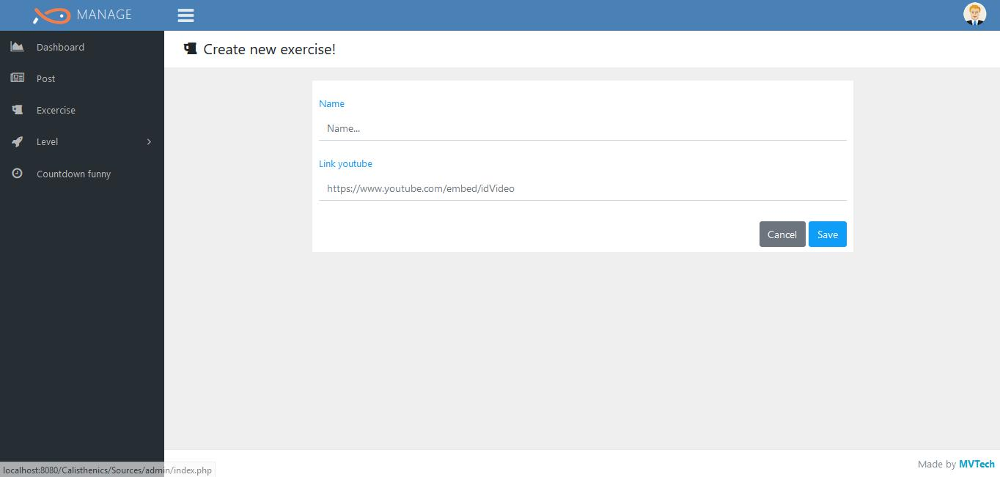 MANAGE
Dashboard
Post
Excercise
Level
Countdown funny
Create new exercise!
Name
Name...
Link youtube
https://www.youtube.com/embed/idVideo
Cancel Save
Made by MVTech
localhost:8080/Calisthenics/Sources/admin/index.php